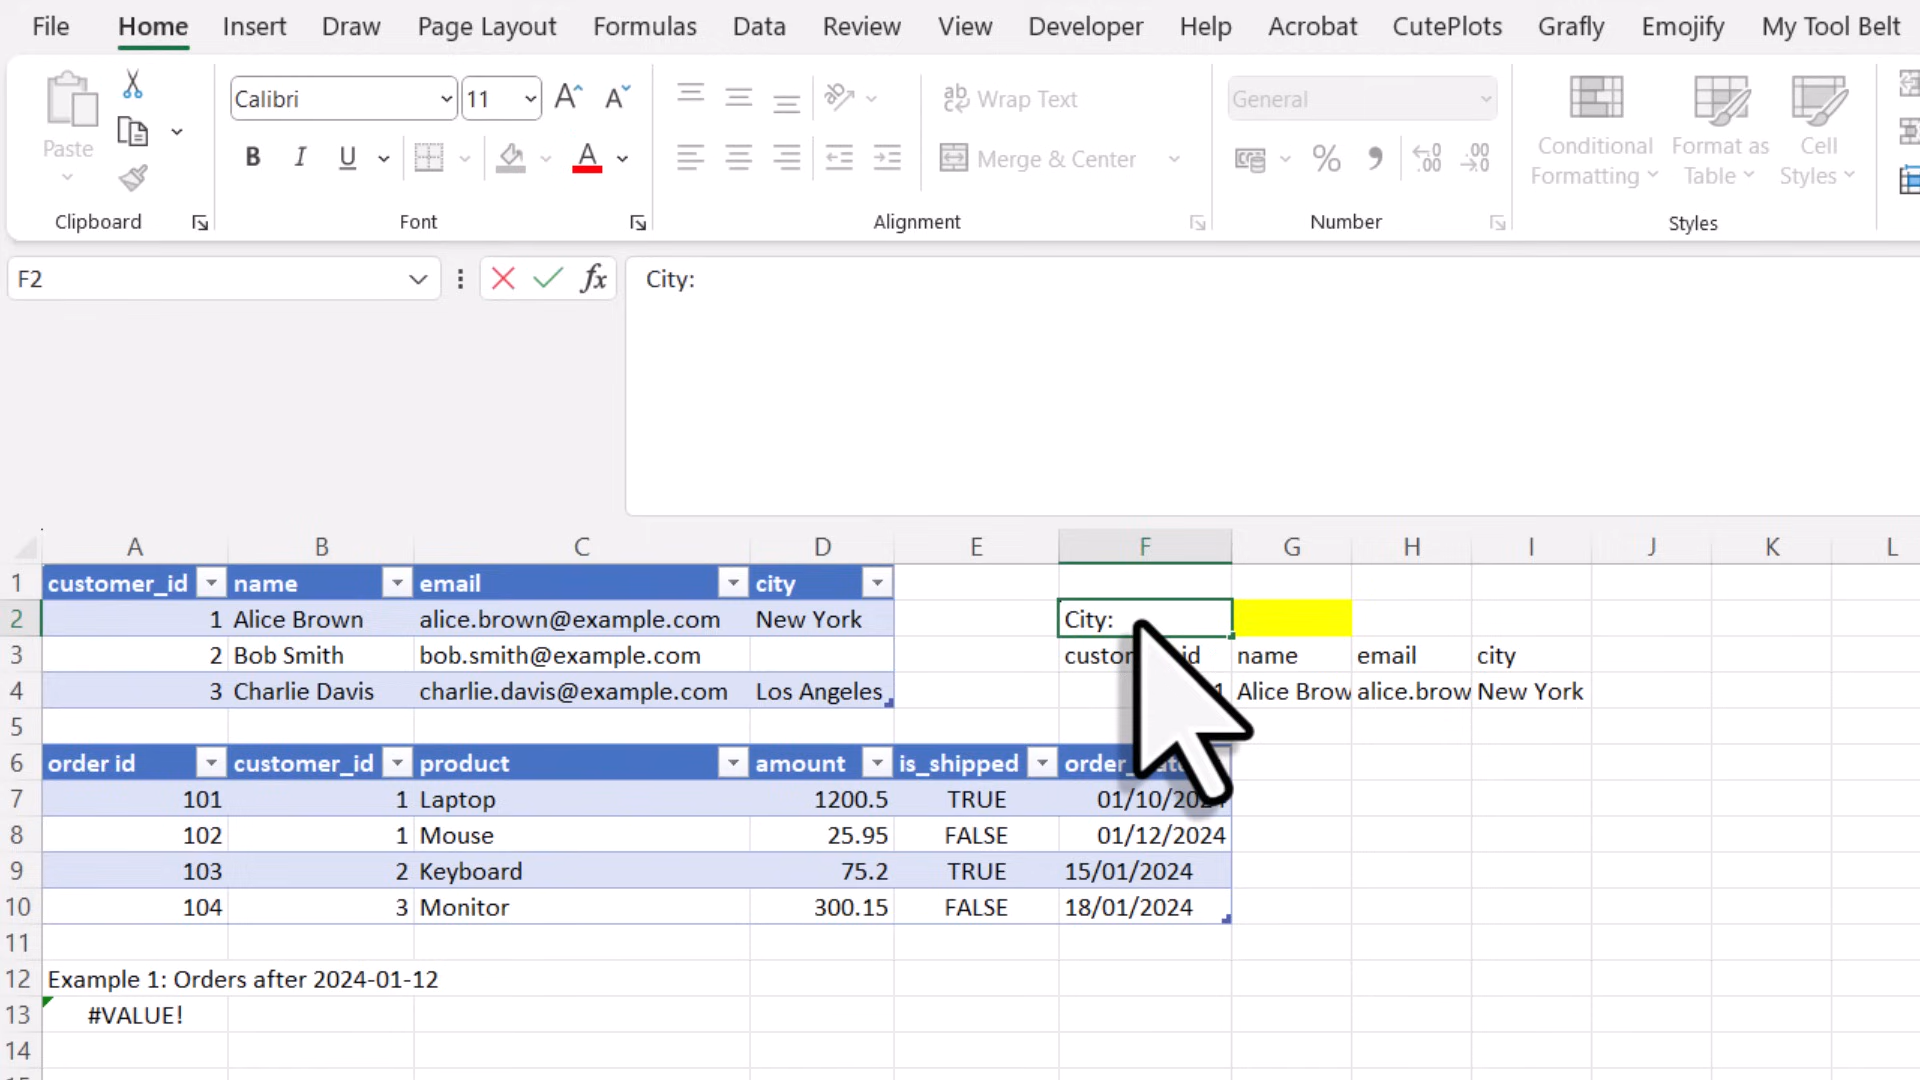 File Home Insert Draw Page Layout Formulas Data Review View Developer Help Acrobat CutePlots Grafly Emojify My Tool Belt
Paste
Calibri 11
B I U A
ab Wrap Text
Merge & Center
General
% .00 .00
Conditional Formatting
Format as Table
Cell Styles
Clipboard Font Alignment Number Styles
F2 fx City:
A B C D E F G H I J K L
1 customer_id name email city
2 1 Alice Brown alice.brown@example.com New York City:
3 2 Bob Smith bob.smith@example.com name email city
4 3 Charlie Davis charlie.davis@example.com Los Angeles 1 Alice Brow alice.brow New York
5
6 order id customer_id product amount is_shipped
7 101 1 Laptop 1200.5 TRUE
8 102 1 Mouse 25.95 FALSE 01/12/2024
9 103 2 Keyboard 75.2 TRUE 15/01/2024
10 104 3 Monitor 300.15 FALSE 18/01/2024
11
12 Example 1: Orders after 2024-01-12
13 #VALUE!
14